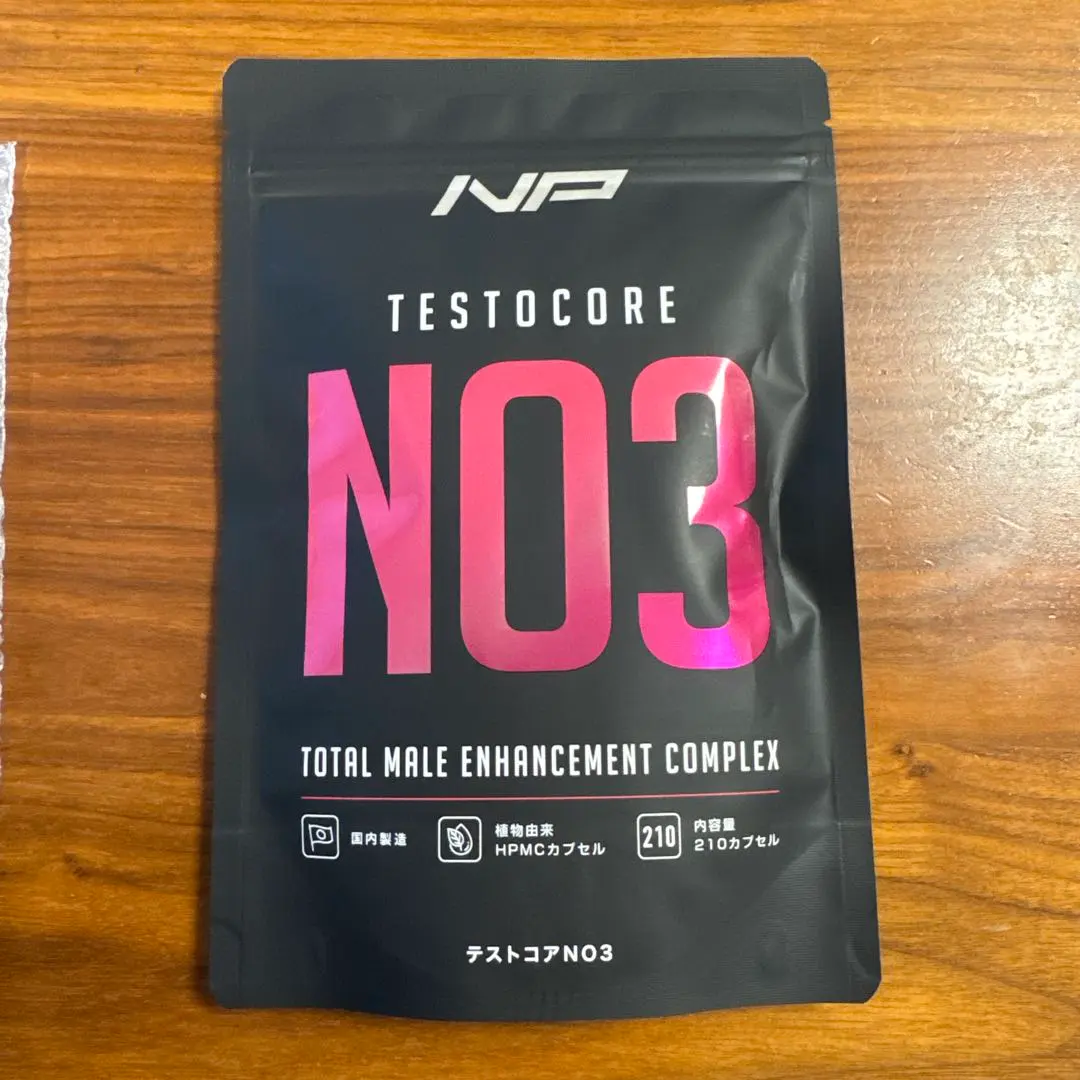 NP
TESTOCORE
NO3
TOTAL MALE ENHANCEMENT COMPLEX
国内製造
植物由来
HPMCカプセル
210
内容量
210カプセル
テストコアNO3